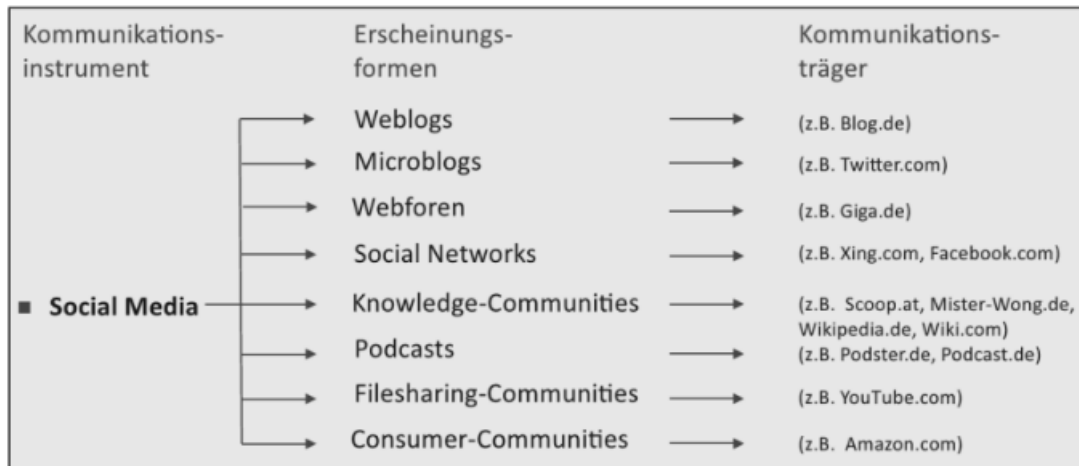 Kommunikations-
instrument
Erscheinungs-
formen
Kommunikations-
träger
Weblogs
(z.B. Blog.de)
Microblogs
(z.B. Twitter.com)
Webforen
(z.B. Giga.de)
Social Networks
(z.B. Xing.com, Facebook.com)
■ Social Media
Knowledge-Communities
(z.B. Scoop.at, Mister-Wong.de,
Wikipedia.de, Wiki.com)
Podcasts
(z.B. Podster.de, Podcast.de)
Filesharing-Communities
(z.B. YouTube.com)
Consumer-Communities
(z.B. Amazon.com)